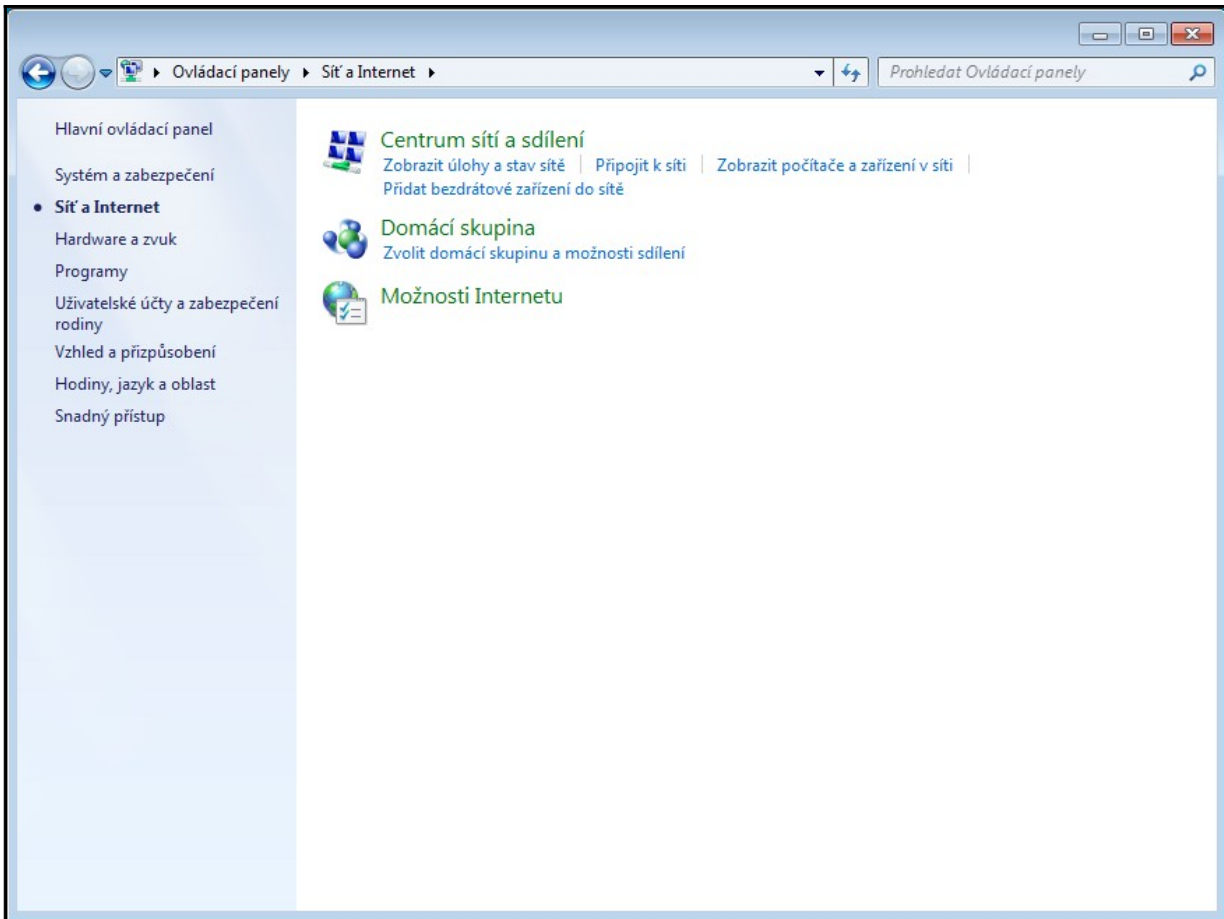 Ovládací panely Síť a Internet
Prohledat Ovládací panely
Hlavní ovládací panel
Systém a zabezpečení
Síť a Internet
Hardware a zvuk
Programy
Uživatelské účty a zabezpečení
rodiny
Vzhled a přizpůsobení
Hodiny, jazyk a oblast
Snadný přístup
Centrum sítí a sdílení
Zobrazit úlohy a stav sítě Připojit k síti Zobrazit počítače a zařízení v síti
Přidat bezdrátové zařízení do sítě
Domácí skupina
Zvolit domácí skupinu a možnosti sdílení
Možnosti Internetu